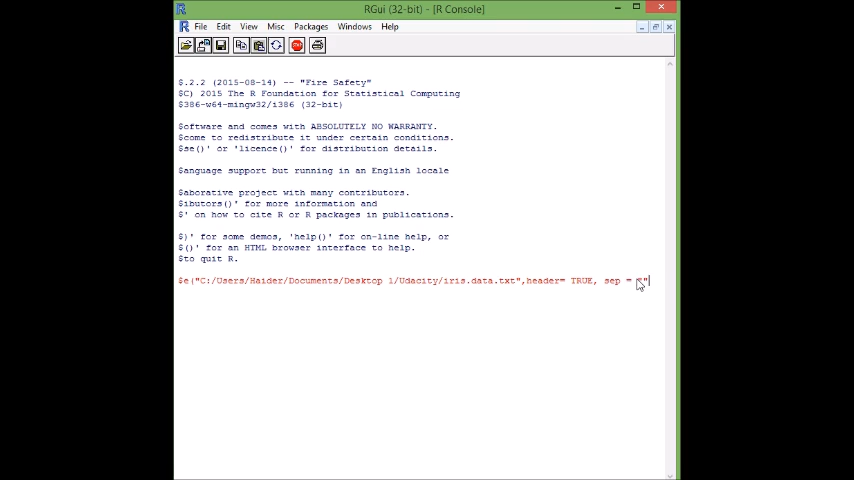 RGui (32-bit) - [R Console]
File Edit View Misc Packages Windows Help
$.2.2 (2015-08-14) -- "Fire Safety"
$C) 2015 The R Foundation for Statistical Computing
$386-w64-mingw32/i386 (32-bit)
$oftware and comes with ABSOLUTELY NO WARRANTY.
$come to redistribute it under certain conditions.
$se()' or 'licence()' for distribution details.
$anguage support but running in an English locale
$aborative project with many contributors.
$ibutors()' for more information and
$' on how to cite R or R packages in publications.
$)' for some demos, 'help()' for on-line help, or
$()' for an HTML browser interface to help.
$to quit R.
$e("C:/Users/Haider/Documents/Desktop 1/Udacity/iris.data.txt",header= TRUE, sep =